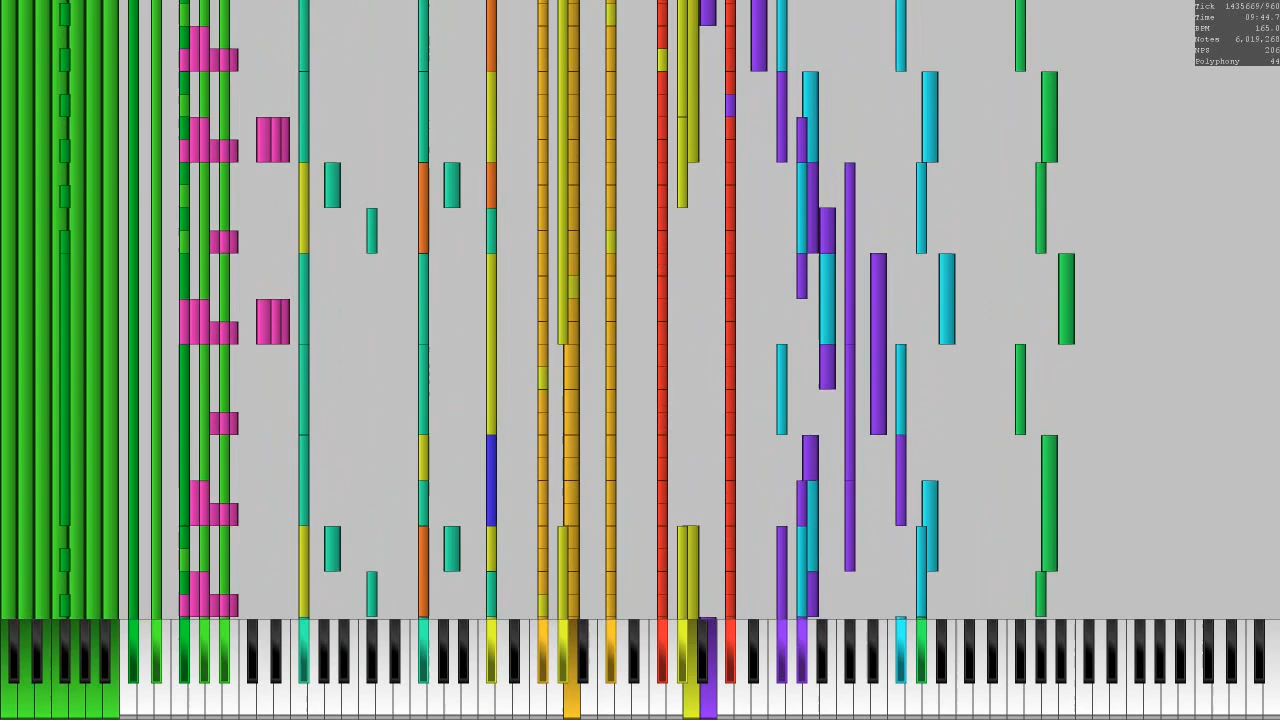 Tick 1435669/960
Time 09:44.7
BPM 165.0
Notes 6,019,268
NPS 206
Polyphony 44